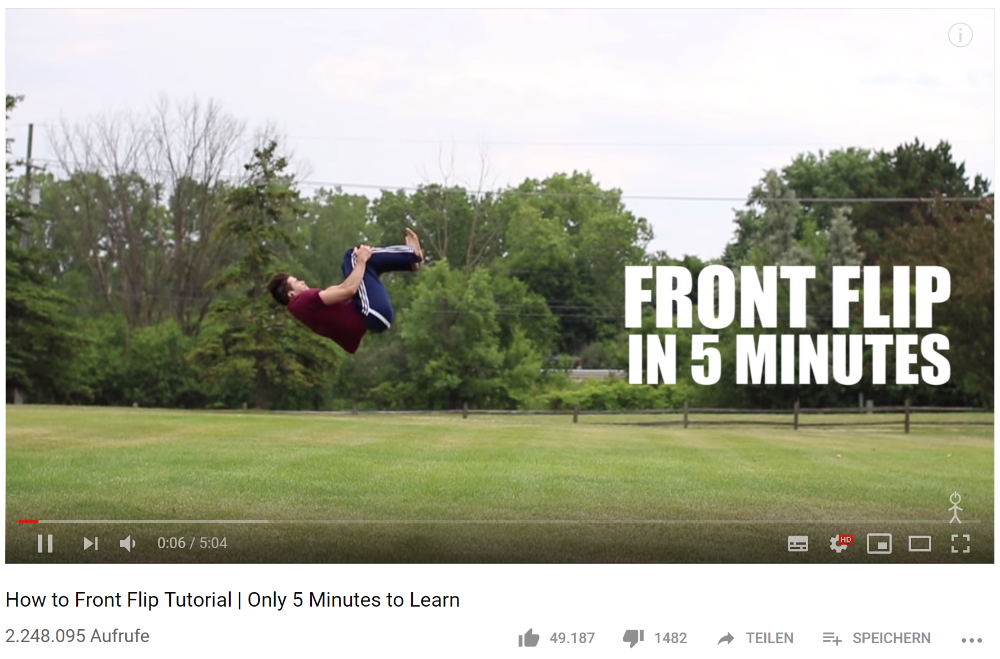 FRONT FLIP
IN 5 MINUTES
0:06 / 5:04
HD
How to Front Flip Tutorial | Only 5 Minutes to Learn
2.248.095 Aufrufe
49.187
1482
TEILEN
SPEICHERN